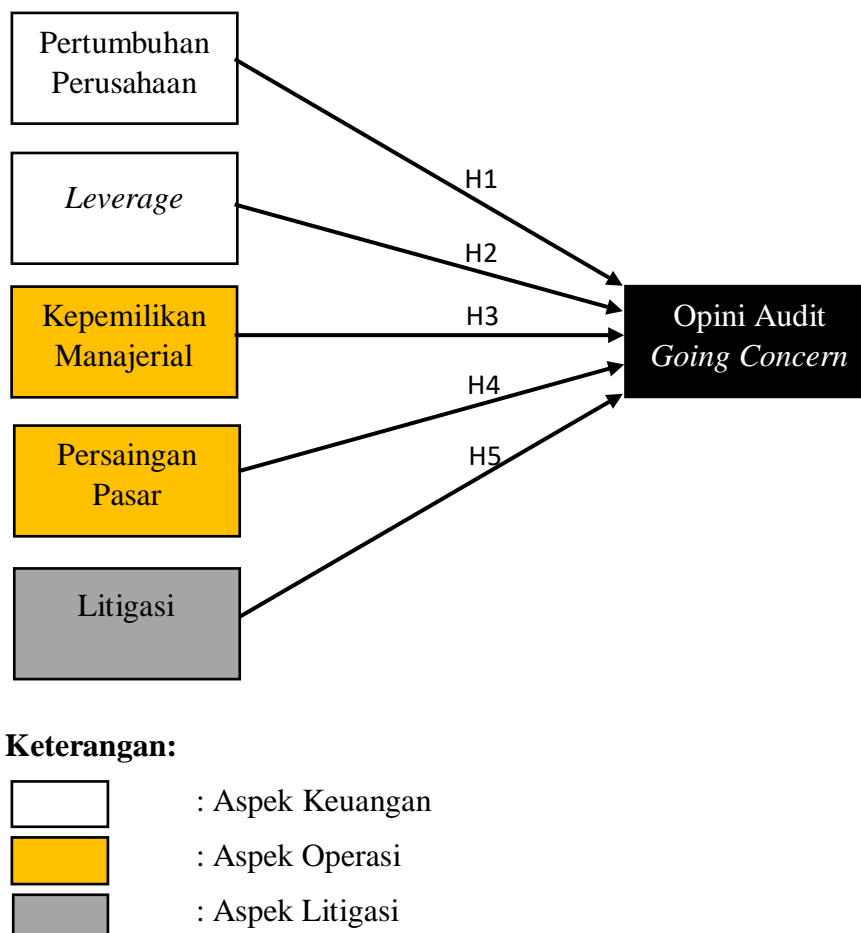 Pertumbuhan
Perusahaan
Leverage
Kepemilikan
Manajerial
Persaingan
Pasar
Litigasi
H1
H2
H3
H4
H5
Opini Audit
Going Concern
Keterangan:
: Aspek Keuangan
: Aspek Operasi
: Aspek Litigasi